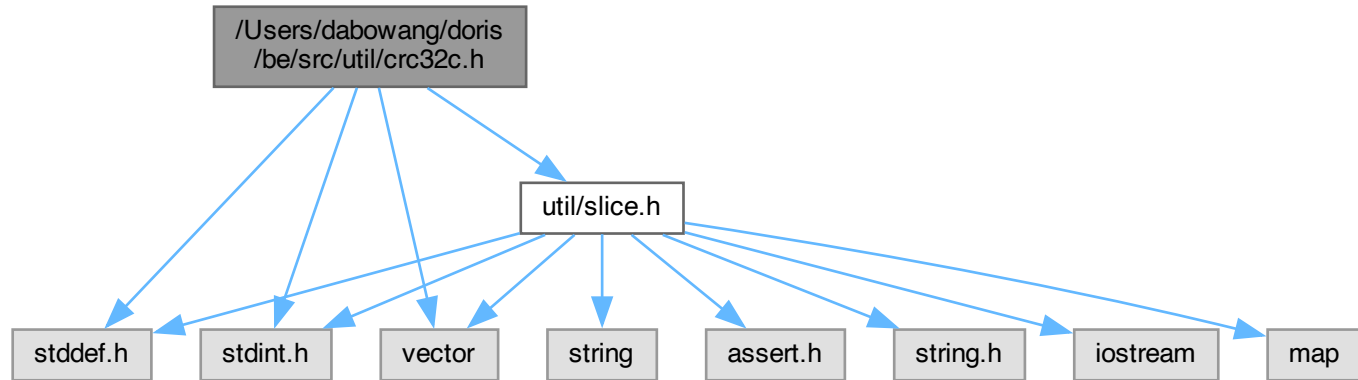 /Users/dabowang/doris
/be/src/util/crc32c.h
util/slice.h
stddef.h
stdint.h
vector
string
assert.h
string.h
iostream
map